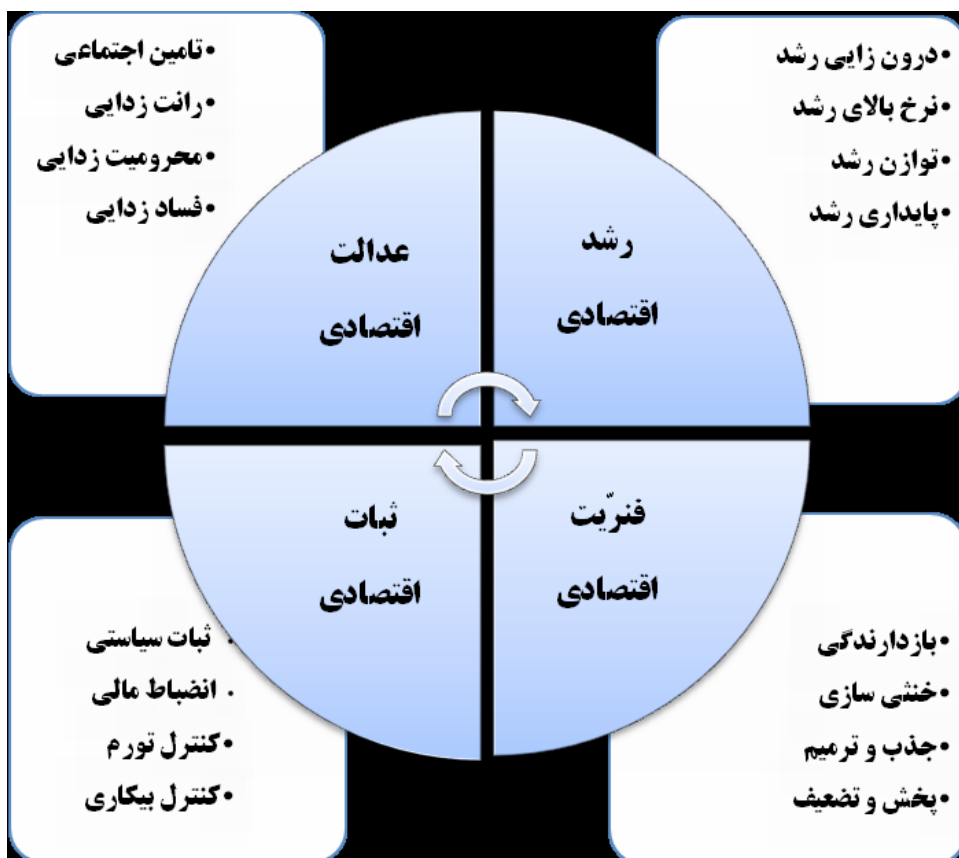 •درون زایی رشد
•نرخ بالای رشد
•توازن رشد
•پایداری رشد
•تامین اجتماعی
•رانت زدایی
•محرومیت زدایی
•فساد زدایی
رشد
اقتصادی
عدالت
اقتصادی
فنریّت
اقتصادی
ثبات
اقتصادی
•بازدارندگی
•خنثی سازی
•جذب و ترمیم
•پخش و تضعیف
. ثبات سیاستی
. انضباط مالی
•کنترل تورم
•کنترل بیکاری